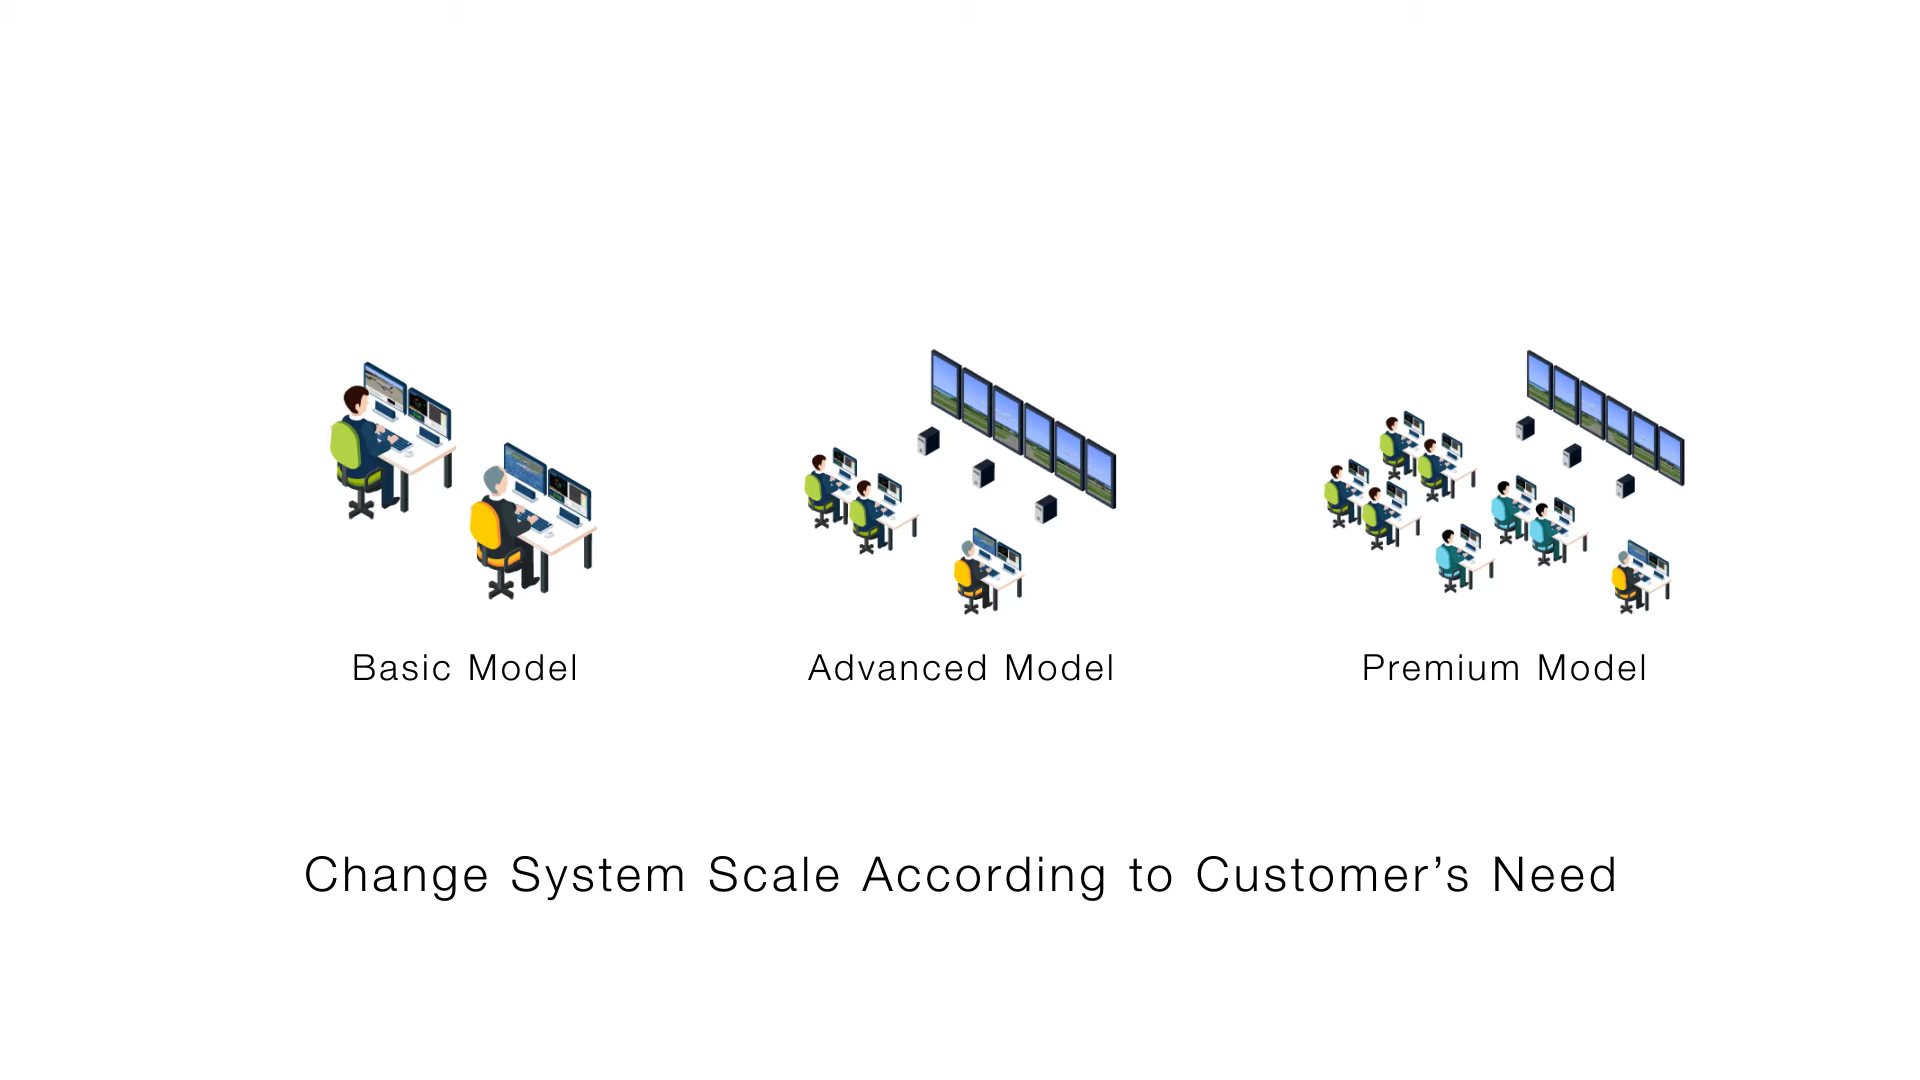 Basic Model
Advanced Model
Premium Model
Change System Scale According to Customer’s Need